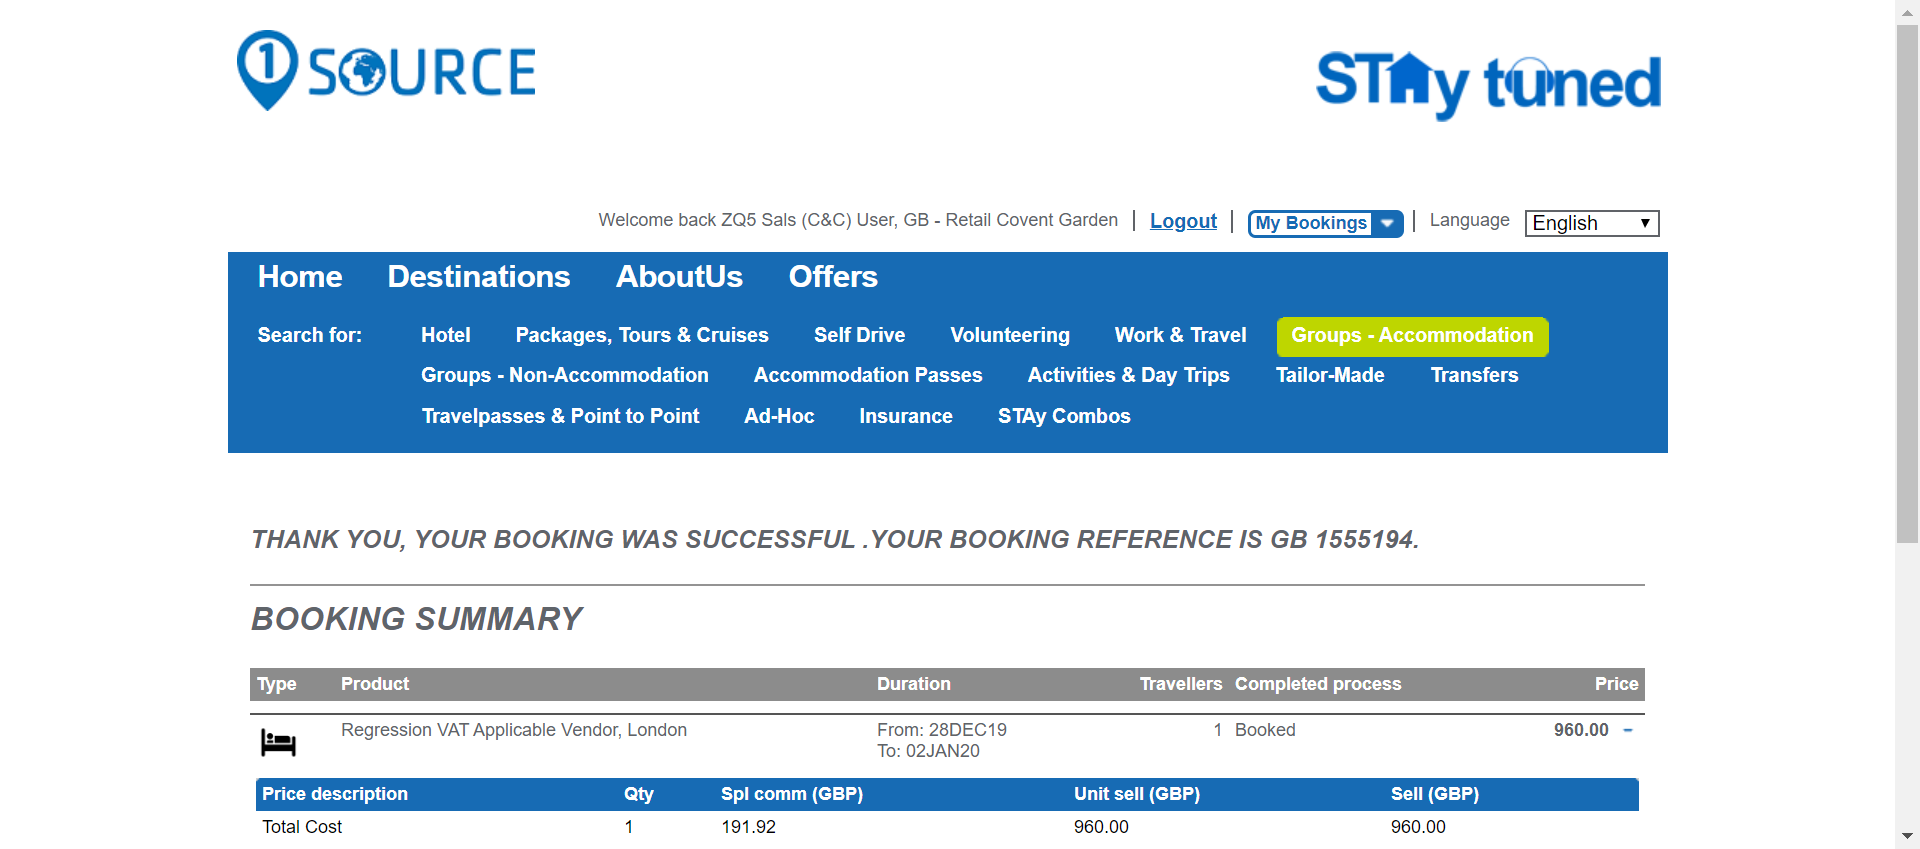 1 SOURCE
STAy tuned
Welcome back ZQ5 Sals (C&C) User, GB - Retail Covent Garden | Logout | My Bookings | Language English
Home Destinations AboutUs Offers
Search for: Hotel Packages, Tours & Cruises Self Drive Volunteering Work & Travel Groups - Accommodation
Groups - Non-Accommodation Accommodation Passes Activities & Day Trips Tailor-Made Transfers
Travelpasses & Point to Point Ad-Hoc Insurance STAy Combos
THANK YOU, YOUR BOOKING WAS SUCCESSFUL .YOUR BOOKING REFERENCE IS GB 1555194.
BOOKING SUMMARY
Type Product Duration Travellers Completed process Price
Regression VAT Applicable Vendor, London From: 28DEC19 1 Booked 960.00 -
To: 02JAN20
Price description Qty Spl comm (GBP) Unit sell (GBP) Sell (GBP)
Total Cost 1 191.92 960.00 960.00